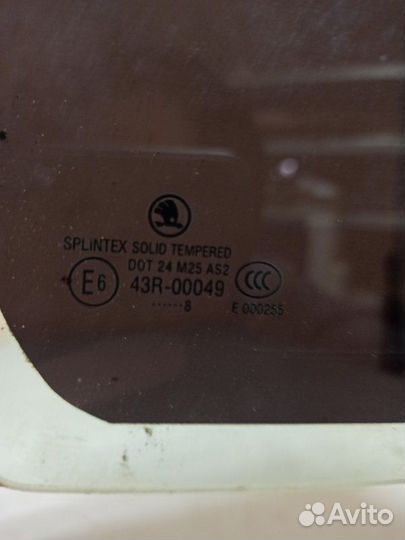 SPLINTEX SOLID TEMPERED
DOT 24 M25 AS2
E6 43R-00049 CCC
......8 E 000255
Avito